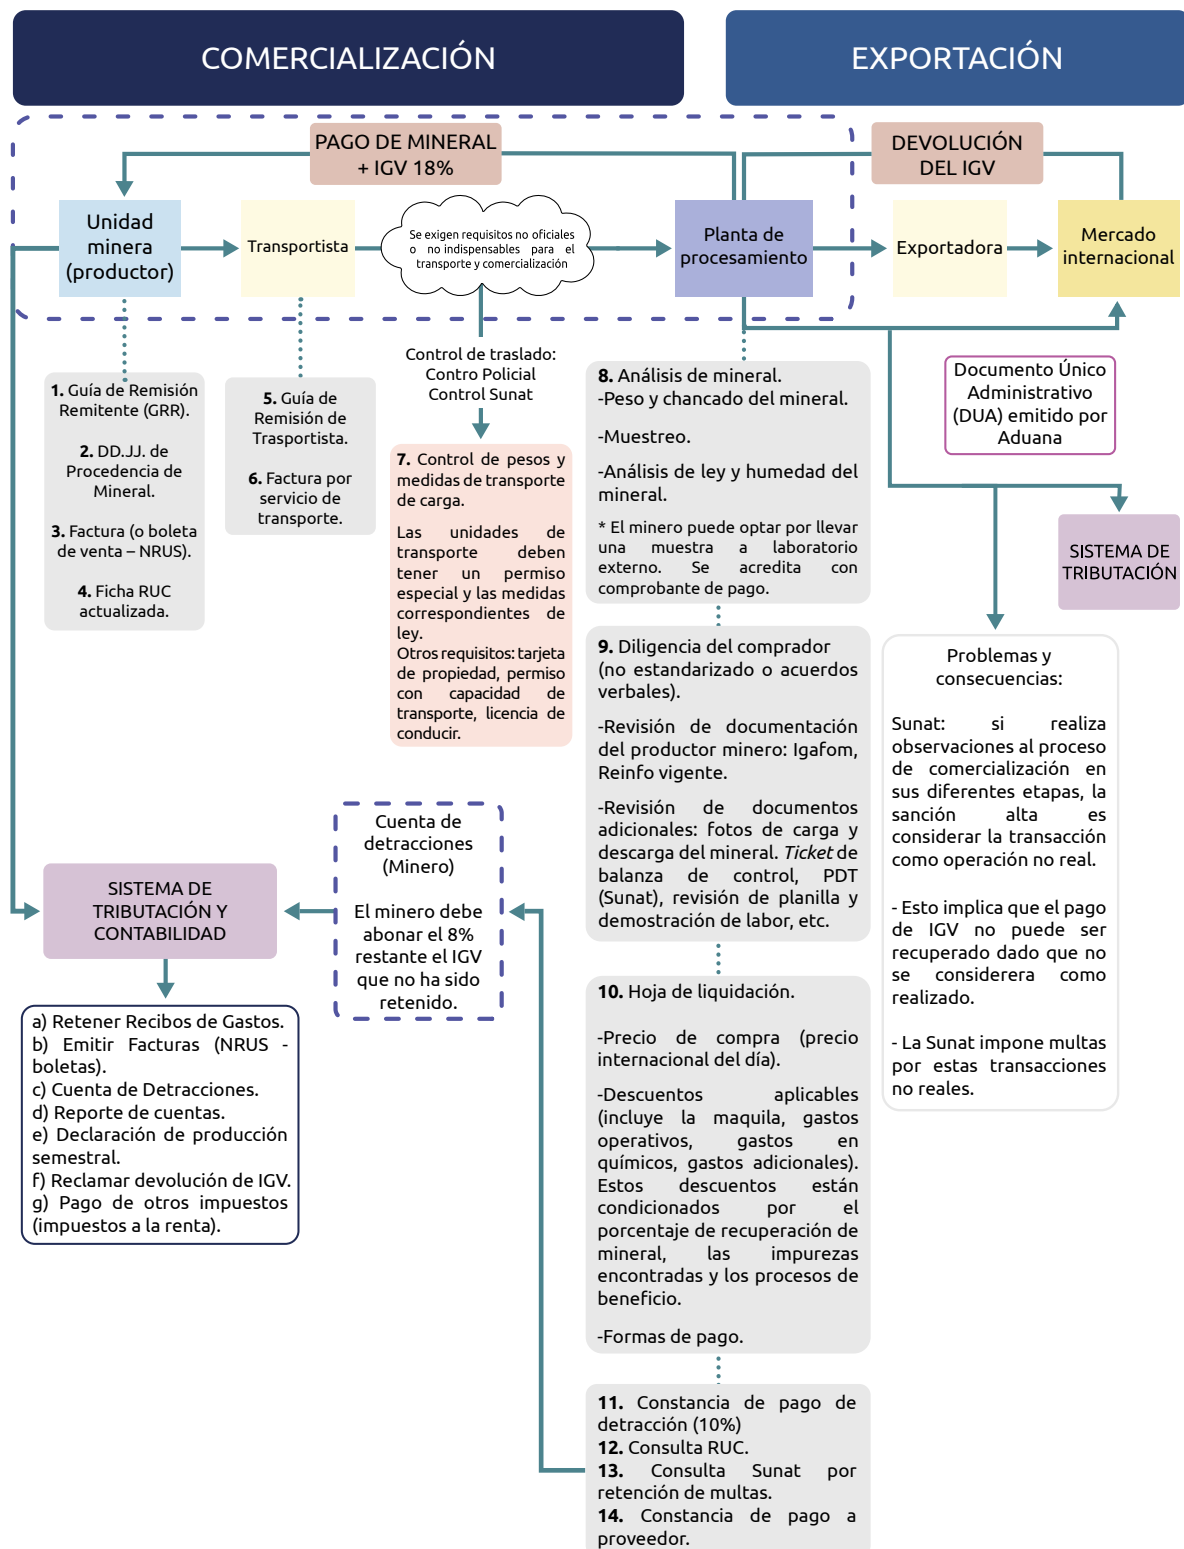 COMERCIALIZACIÓN
EXPORTACIÓN
PAGO DE MINERAL
+ IGV 18%
DEVOLUCIÓN
DEL IGV
Unidad
minera
(productor)
Transportista
Se exigen requisitos no oficiales
o no indispensables para el
transporte y comercialización
Planta de
procesamiento
Exportadora
Mercado
internacional
1. Guía de Remisión
Remitente (GRR).
2. DD.JJ. de
Procedencia de
Mineral.
3. Factura (o boleta
de venta – NRUS).
4. Ficha RUC
actualizada.
5. Guía de
Remisión de
Trasportista.
6. Factura por
servicio de
transporte.
Control de traslado:
Contro Policial
Control Sunat
7. Control de pesos y
medidas de transporte
de carga.
Las unidades de
transporte deben
tener un permiso
especial y las medidas
correspondientes de
ley.
Otros requisitos: tarjeta
de propiedad, permiso
con capacidad de
transporte, licencia de
conducir.
8. Análisis de mineral.
-Peso y chancado del mineral.
-Muestreo.
-Análisis de ley y humedad del
mineral.
* El minero puede optar por llevar
una muestra a laboratorio
externo. Se acredita con
comprobante de pago.
9. Diligencia del comprador
(no estandarizado o acuerdos
verbales).
-Revisión de documentación
del productor minero: Igafom,
Reinfo vigente.
-Revisión de documentos
adicionales: fotos de carga y
descarga del mineral. Ticket de
balanza de control, PDT
(Sunat), revisión de planilla y
demostración de labor, etc.
10. Hoja de liquidación.
-Precio de compra (precio
internacional del día).
-Descuentos aplicables
(incluye la maquila, gastos
operativos, gastos en
químicos, gastos adicionales).
Estos descuentos están
condicionados por el
porcentaje de recuperación de
mineral, las impurezas
encontradas y los procesos de
beneficio.
-Formas de pago.
11. Constancia de pago de
detracción (10%)
12. Consulta RUC.
13. Consulta Sunat por
retención de multas.
14. Constancia de pago a
proveedor.
Documento Único
Administrativo
(DUA) emitido por
Aduana
SISTEMA DE
TRIBUTACIÓN
Problemas y
consecuencias:
Sunat: si realiza
observaciones al proceso
de comercialización en
sus diferentes etapas, la
sanción alta es
considerar la transacción
como operación no real.
- Esto implica que el pago
de IGV no puede ser
recuperado dado que no
se considerera como
realizado.
- La Sunat impone multas
por estas transacciones
no reales.
Cuenta de
detracciones
(Minero)
El minero debe
abonar el 8%
restante el IGV
que no ha sido
retenido.
SISTEMA DE
TRIBUTACIÓN Y
CONTABILIDAD
a) Retener Recibos de Gastos.
b) Emitir Facturas (NRUS -
boletas).
c) Cuenta de Detracciones.
d) Reporte de cuentas.
e) Declaración de producción
semestral.
f) Reclamar devolución de IGV.
g) Pago de otros impuestos
(impuestos a la renta).